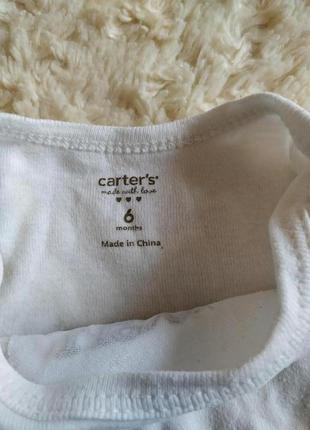 carter's®
made with love
♥ ♥ ♥
6
months
Made in China